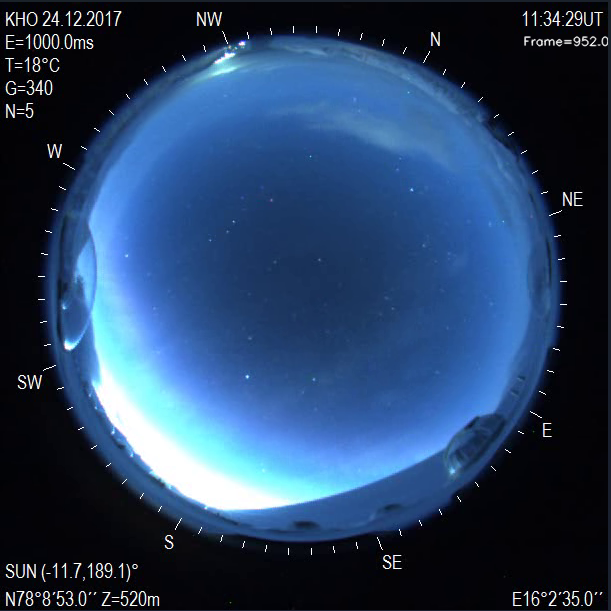 KHO 24.12.2017
E=1000.0ms
T=18°C
G=340
N=5
11:34:29UT
Frame=952.0
NW
N
W
NE
SW
E
S
SE
SUN (-11.7,189.1)°
N78°8'53.0´´ Z=520m
E16°2'35.0´´